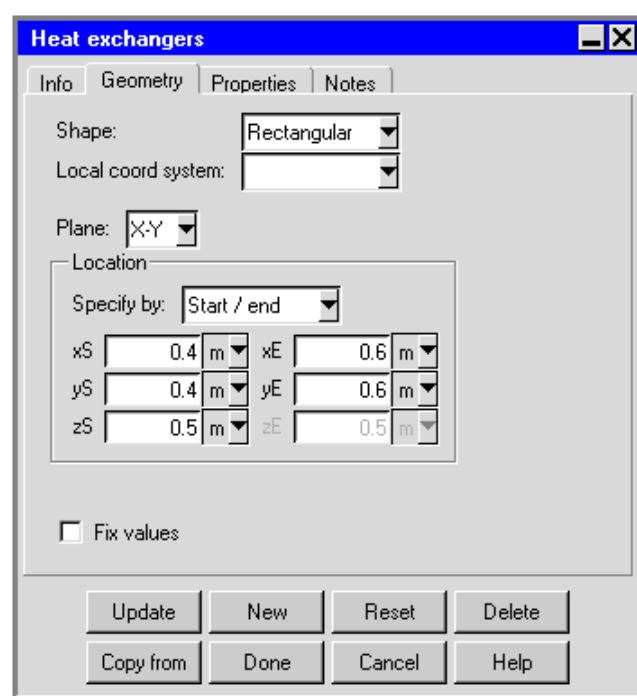 Heat exchangers
Info Geometry Properties Notes
Shape: Rectangular
Local coord system:
Plane: X-Y
Location
Specify by: Start / end
xS 0.4 m xE 0.6 m
yS 0.4 m yE 0.6 m
zS 0.5 m zE 0.5 m
Fix values
Update New Reset Delete
Copy from Done Cancel Help